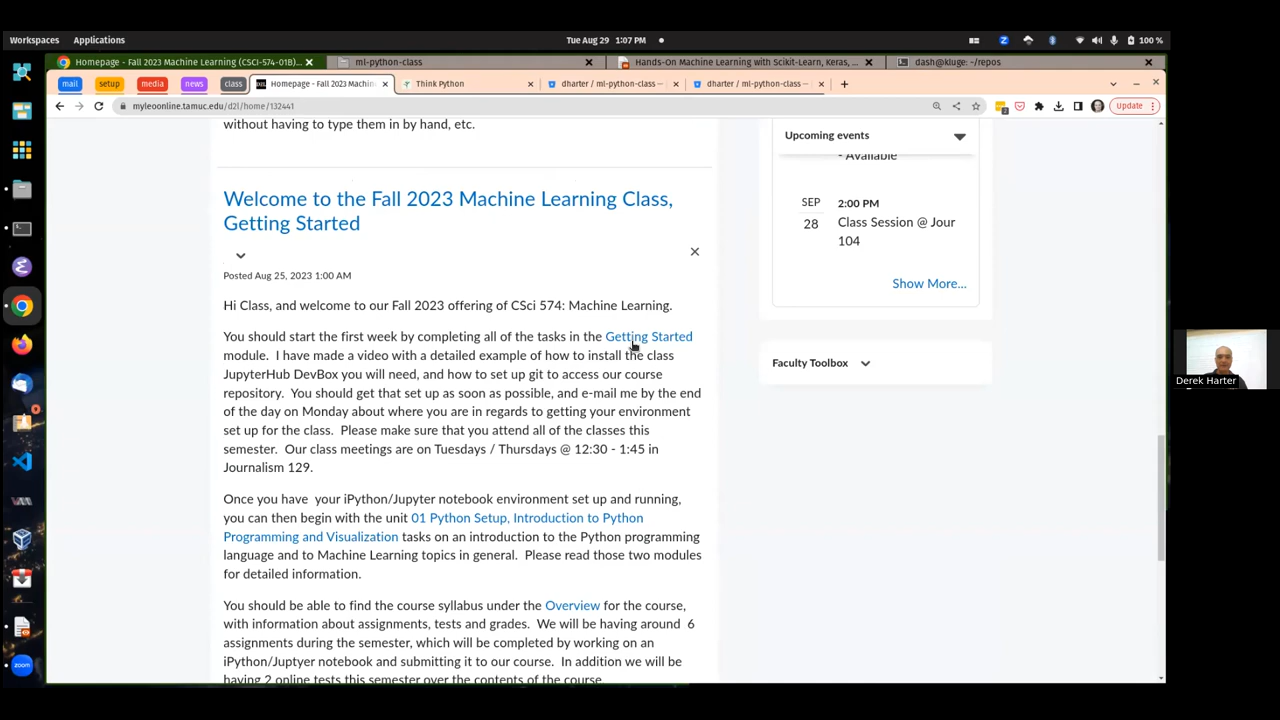 Workspaces Applications Tue Aug 29 1:07 PM 100 %
Homepage - Fall 2023 Machine Learning (CSCI-574-01B)... ml-python-class Hands-On Machine Learning with Scikit-Learn, Keras, ... dash@kluge: ~/repos
mail setup media news class Homepage - Fall 2023 Machin Think Python dharter / ml-python-class — dharter / ml-python-class —
myleoonline.tamuc.edu/d2l/home/132441 Update
without having to type them in by hand, etc.
Welcome to the Fall 2023 Machine Learning Class,
Getting Started
Posted Aug 25, 2023 1:00 AM
Hi Class, and welcome to our Fall 2023 offering of CSci 574: Machine Learning.
You should start the first week by completing all of the tasks in the Getting Started
module. I have made a video with a detailed example of how to install the class
JupyterHub DevBox you will need, and how to set up git to access our course
repository. You should get that set up as soon as possible, and e-mail me by the end
of the day on Monday about where you are in regards to getting your environment
set up for the class. Please make sure that you attend all of the classes this
semester. Our class meetings are on Tuesdays / Thursdays @ 12:30 - 1:45 in
Journalism 129.
Once you have your iPython/Jupyter notebook environment set up and running,
you can then begin with the unit 01 Python Setup, Introduction to Python
Programming and Visualization tasks on an introduction to the Python programming
language and to Machine Learning topics in general. Please read those two modules
for detailed information.
You should be able to find the course syllabus under the Overview for the course,
with information about assignments, tests and grades. We will be having around 6
assignments during the semester, which will be completed by working on an
iPython/Juptyer notebook and submitting it to our course. In addition we will be
having 2 online tests this semester over the contents of the course.
Upcoming events
- Available
SEP 2:00 PM
28 Class Session @ Jour
104
Show More...
Faculty Toolbox
Derek Harter
zoom